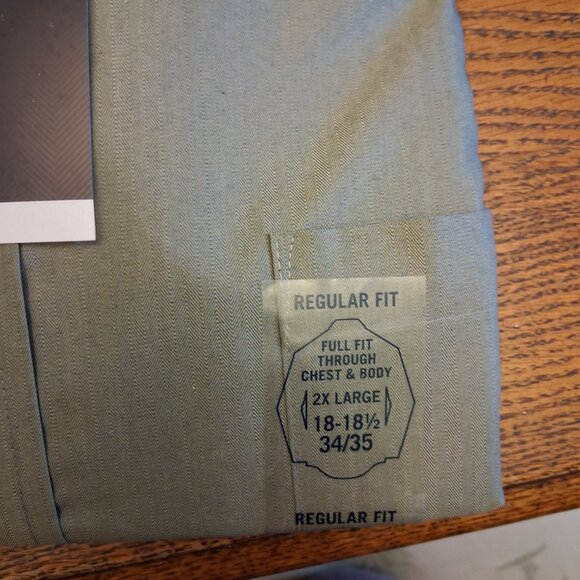 REGULAR FIT
FULL FIT
THROUGH
CHEST & BODY
2X LARGE
18-18½
34/35
REGULAR FIT